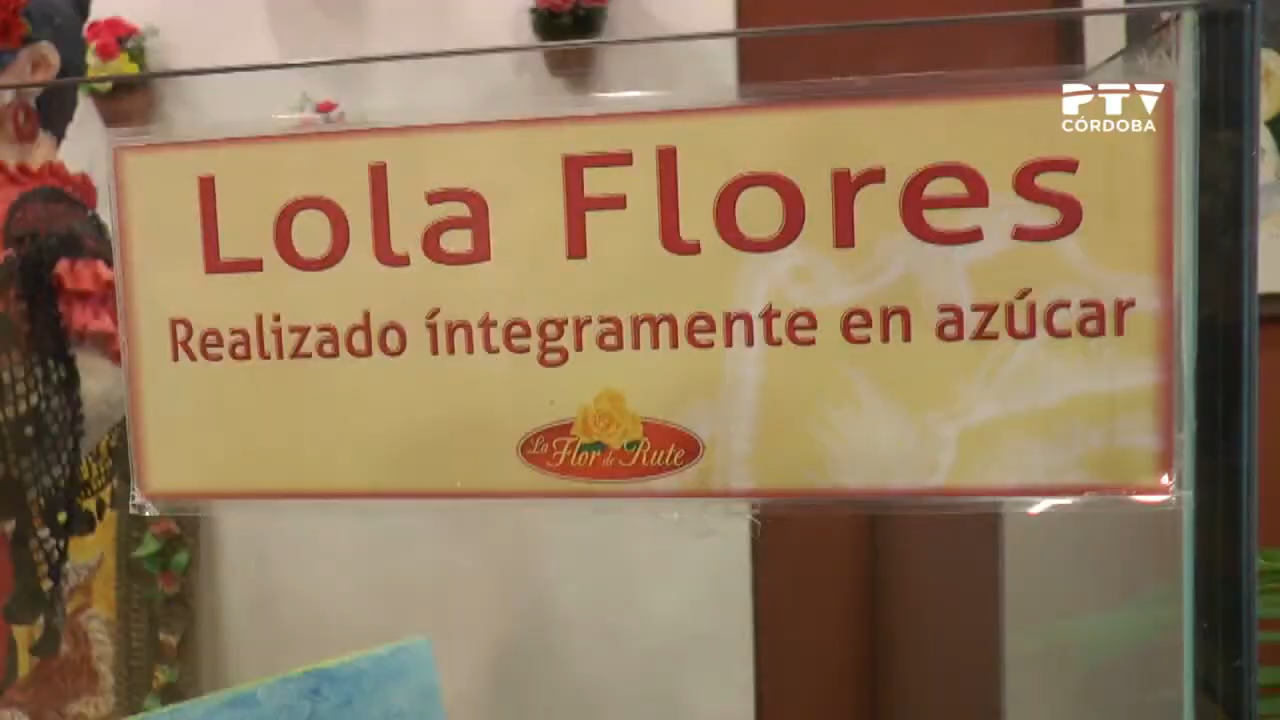 PTV
CÓRDOBA
Lola Flores
Realizado íntegramente en azúcar
La Flor de Rute